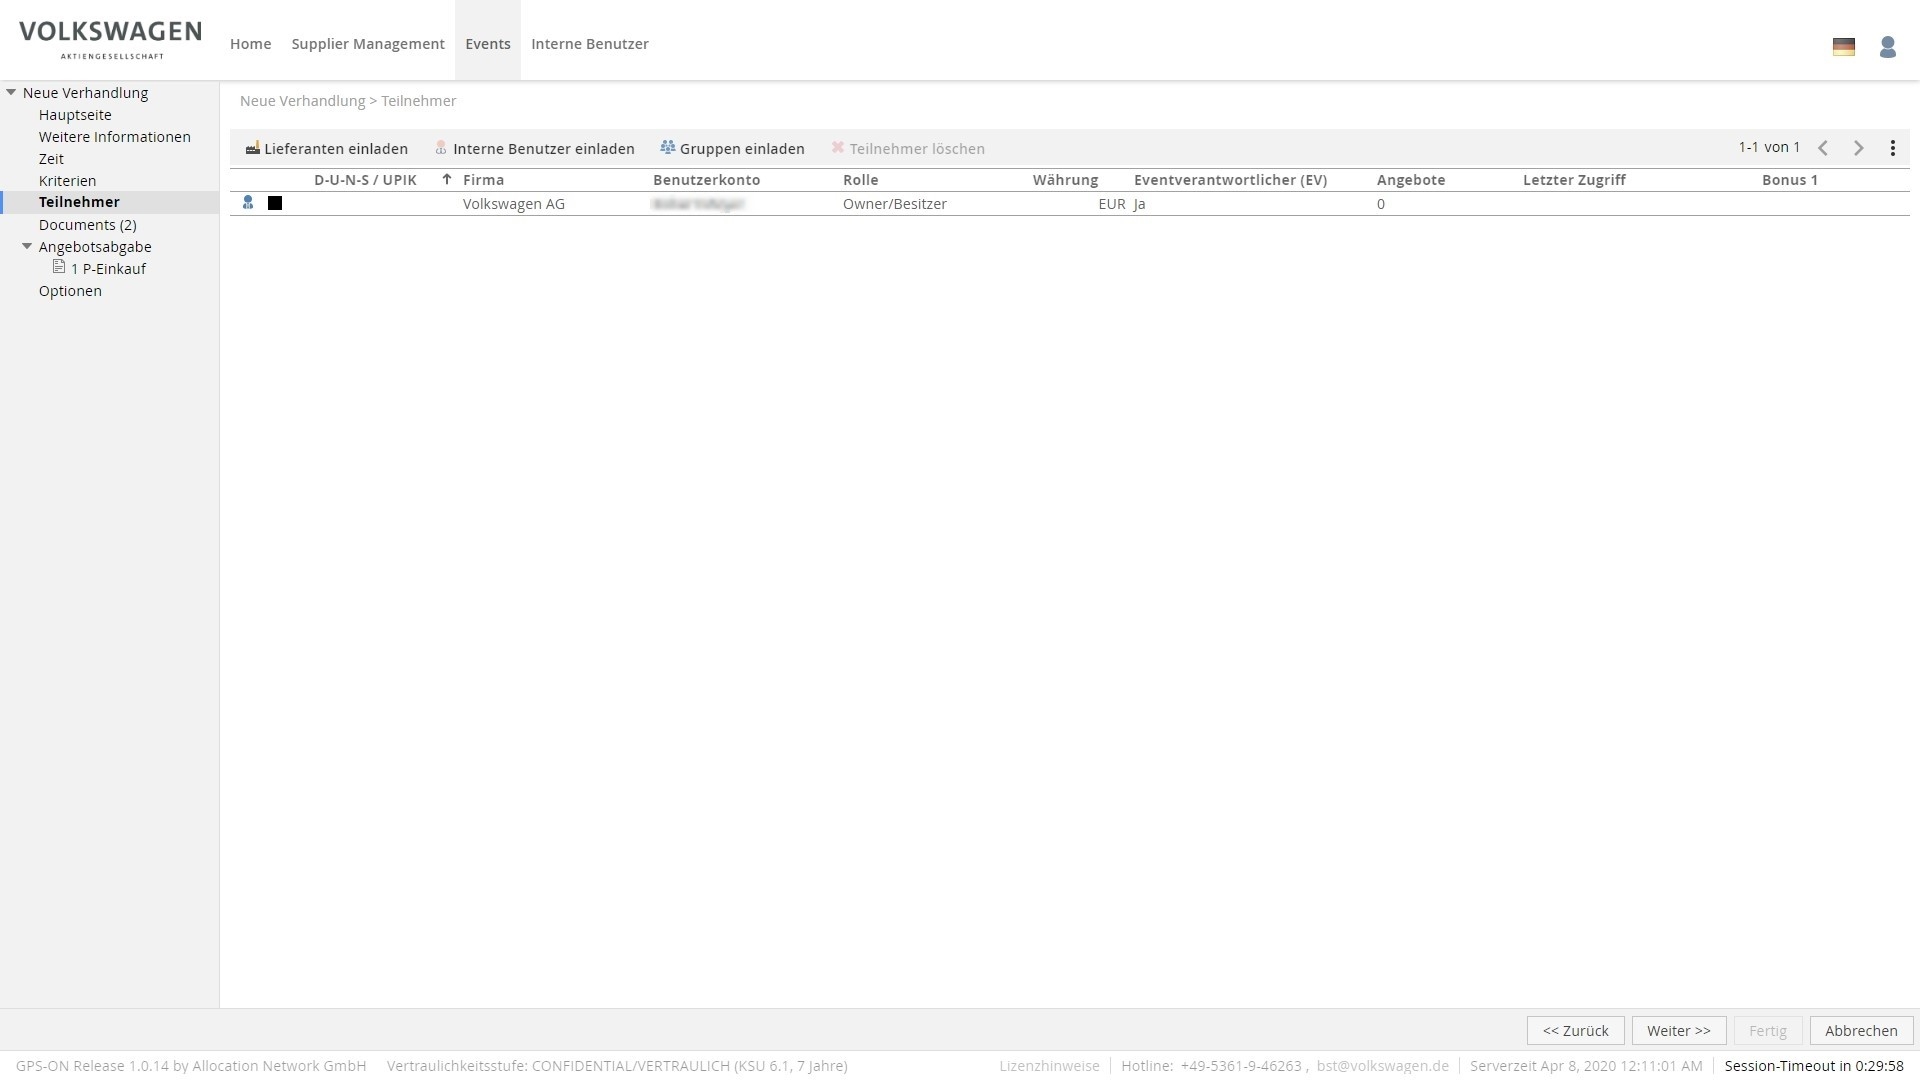 VOLKSWAGEN
AKTIENGESELLSCHAFT
Home Supplier Management Events Interne Benutzer
Neue Verhandlung
Hauptseite
Weitere Informationen
Zeit
Kriterien
Teilnehmer
Documents (2)
Angebotsabgabe
1 P-Einkauf
Optionen
Neue Verhandlung > Teilnehmer
Lieferanten einladen Interne Benutzer einladen Gruppen einladen Teilnehmer löschen 1-1 von 1
D-U-N-S / UPIK Firma Benutzerkonto Rolle Währung Eventverantwortlicher (EV) Angebote Letzter Zugriff Bonus 1
Volkswagen AG Owner/Besitzer EUR Ja 0
<< Zurück Weiter >> Fertig Abbrechen
GPS-ON Release 1.0.14 by Allocation Network GmbH Vertraulichkeitsstufe: CONFIDENTIAL/VERTRAULICH (KSU 6.1, 7 Jahre) Lizenzhinweise Hotline: +49-5361-9-46263 , bst@volkswagen.de Serverzeit Apr 8, 2020 12:11:01 AM Session-Timeout in 0:29:58